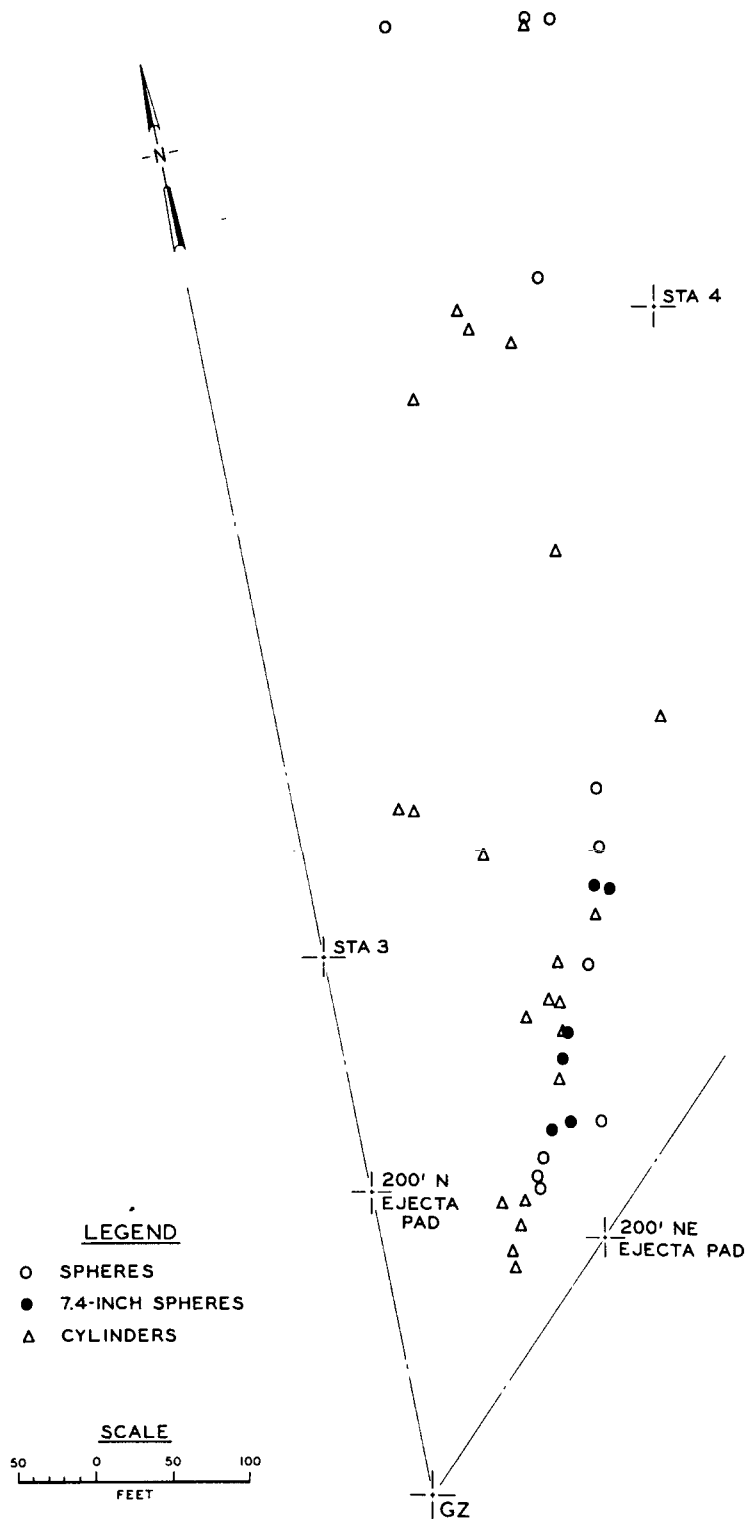 N
STA 4
STA 3
200' N
EJECTA
PAD
200' NE
EJECTA PAD
LEGEND
SPHERES
7.4-INCH SPHERES
CYLINDERS
SCALE
50 0 50 100
FEET
GZ